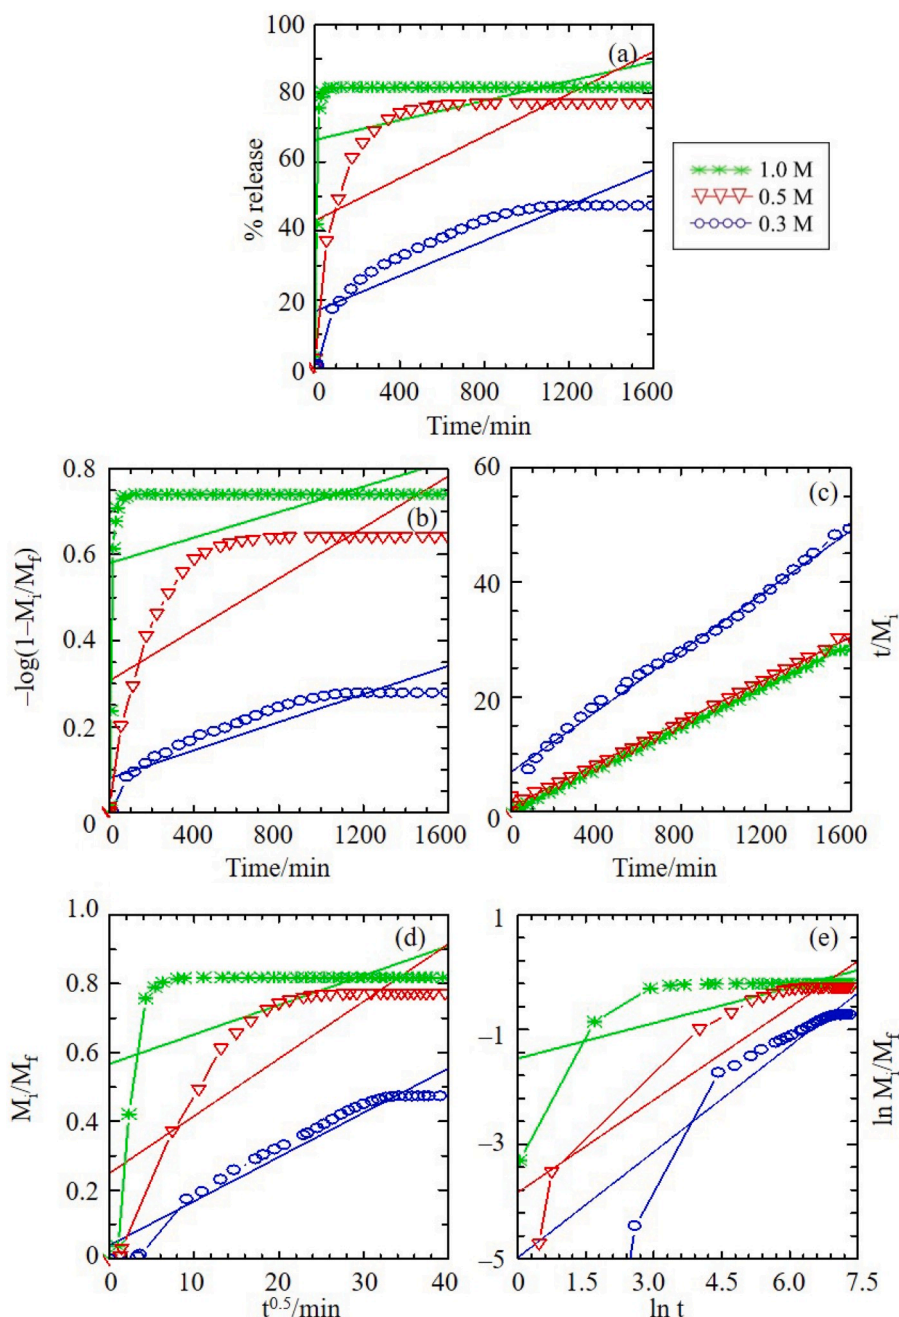 100
80
60
40
20
0
% release
(a)
0 400 800 1200 1600
Time/min
1.0 M
0.5 M
0.3 M
0.8
0.6
0.4
0.2
0
–log(1–Mᵢ/M_f)
(b)
0 400 800 1200 1600
Time/min
60
40
20
0
t/Mᵢ
(c)
0 400 800 1200 1600
Time/min
1.0
0.8
0.6
0.4
0.2
0
Mᵢ/M_f
(d)
0 10 20 30 40
t⁰·⁵/min
1
–1
–3
–5
ln Mᵢ/M_f
(e)
0 1.5 3.0 4.5 6.0 7.5
ln t